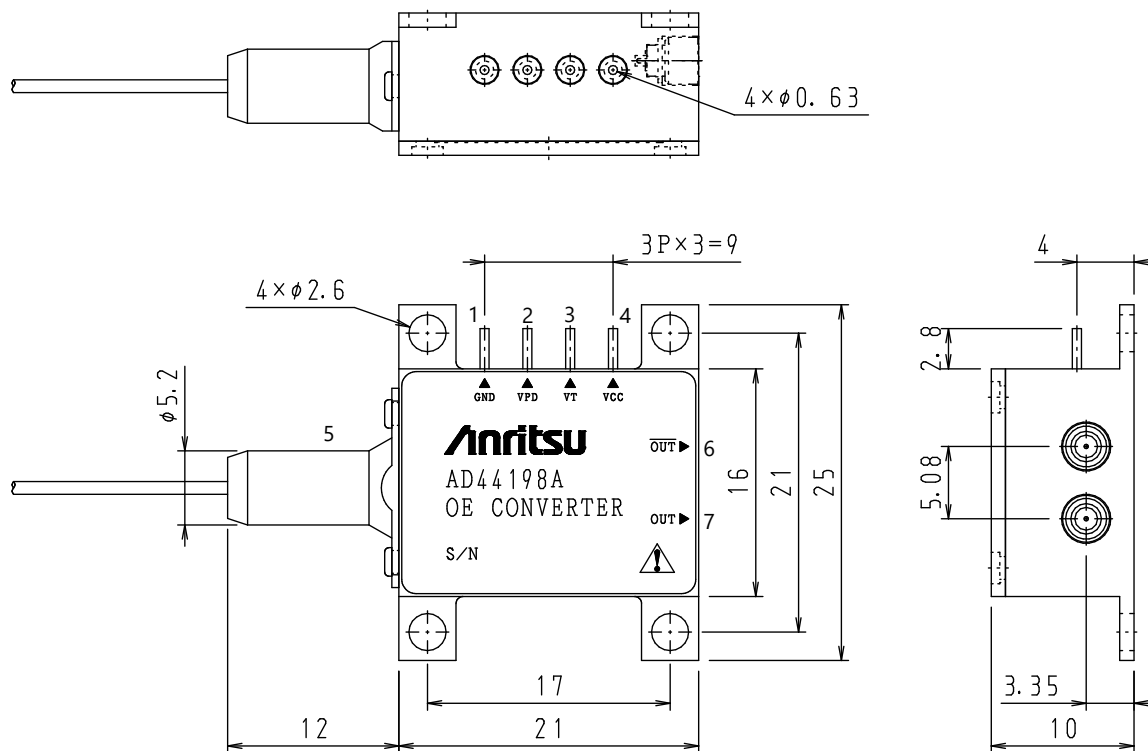 4×φ0.63
3P×3=9
4
4×φ2.6
1 2 3 4
2.8
GND VPD VT VCC
φ5.2
5
Anritsu
OUT 6
AD44198A
OE CONVERTER
OUT 7
S/N
16
21
25
5.08
17
3.35
12
21
10